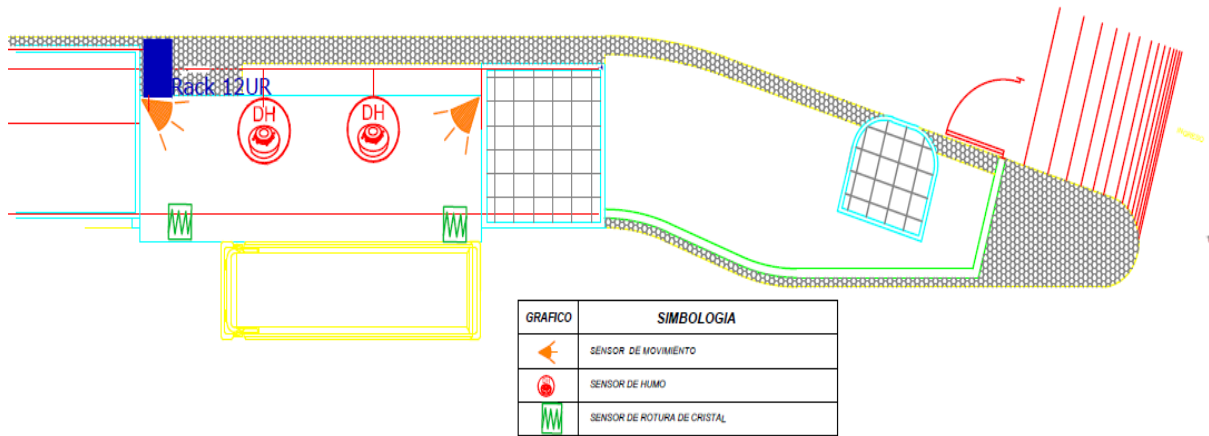 Rack 12UR
DH
DH
GRAFICO
SIMBOLOGIA
SENSOR DE MOVIMIENTO
SENSOR DE HUMO
SENSOR DE ROTURA DE CRISTAL